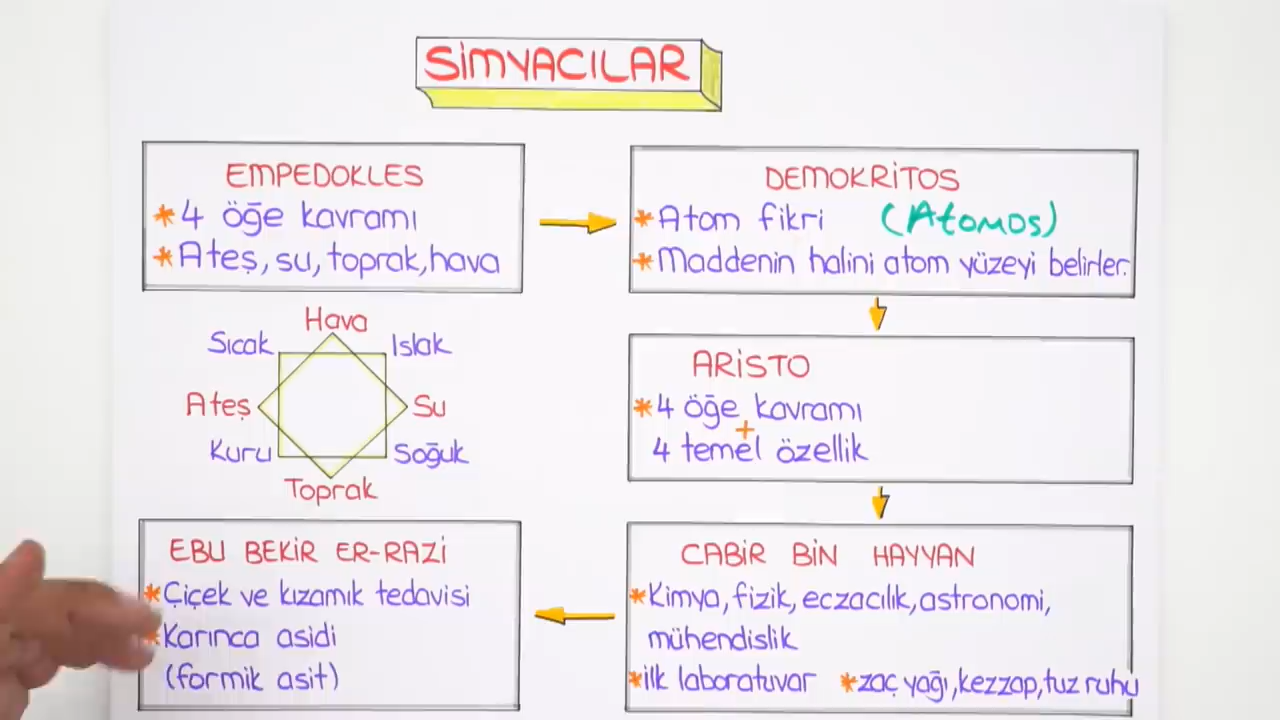 SİMYACILAR
EMPEDOKLES
* 4 öğe kavramı
* Ateş, su, toprak, hava
DEMOKRİTOS
* Atom fikri (Atomos)
* Maddenin halini atom yüzeyi belirler.
Hava
Sıcak Islak
Ateş Su
Kuru Soğuk
Toprak
ARİSTO
* 4 öğe kavramı
+
4 temel özellik
CABİR BİN HAYYAN
* Kimya, fizik, eczacılık, astronomi,
mühendislik
* İlk laboratuvar * zaç yağı, kezzap, tuz ruhu
EBU BEKİR ER-RAZİ
* Çiçek ve kızamık tedavisi
* Karınca asidi
(formik asit)